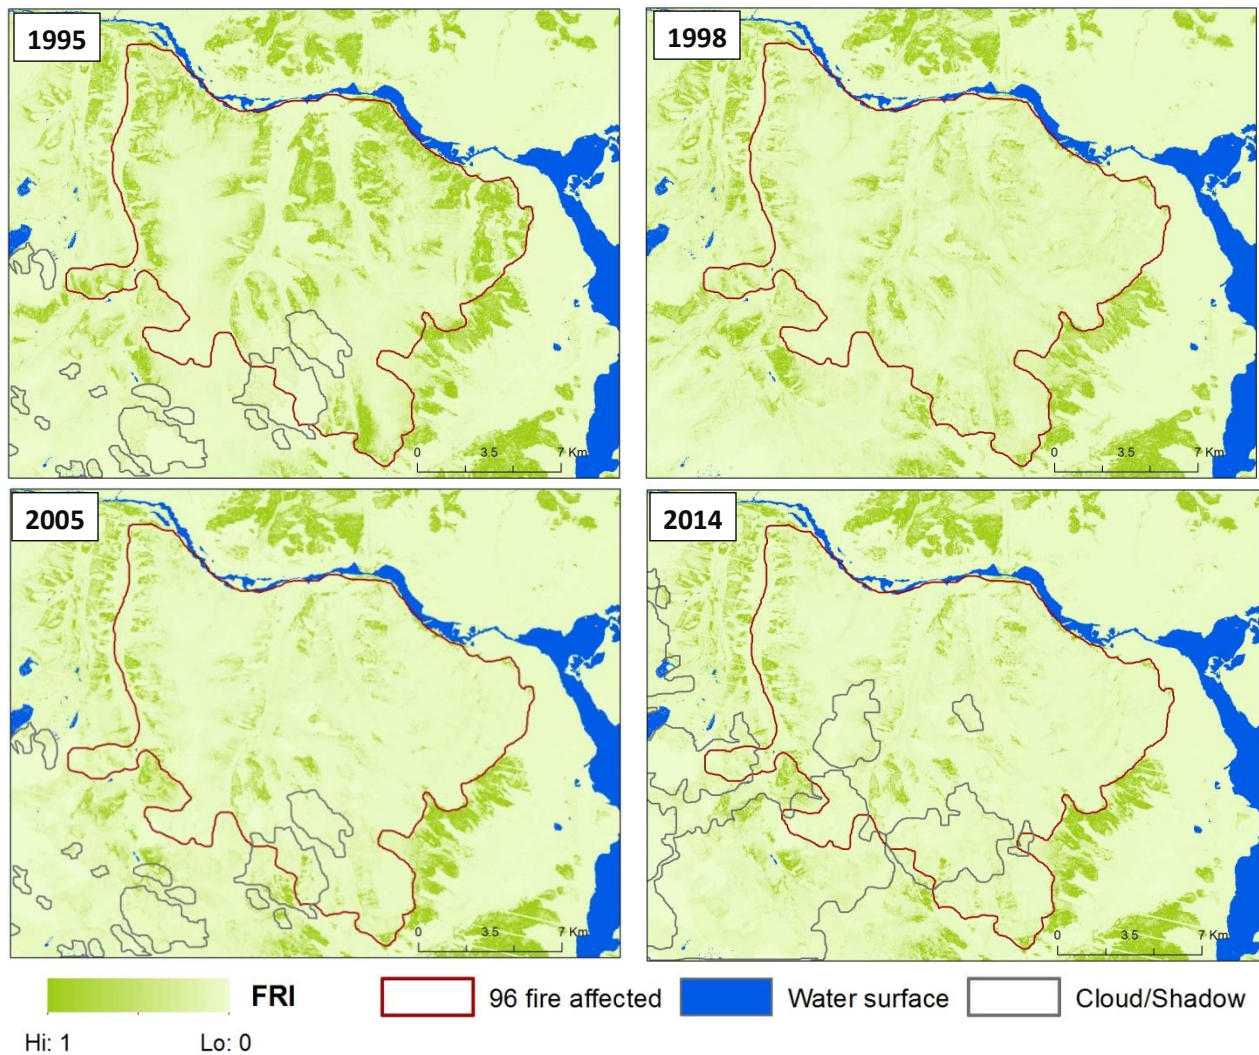 1995
1998
0 3.5 7 Km
0 3.5 7 Km
2005
2014
0 3.5 7 Km
0 3.5 7 Km
FRI
96 fire affected
Water surface
Cloud/Shadow
Hi: 1
Lo: 0